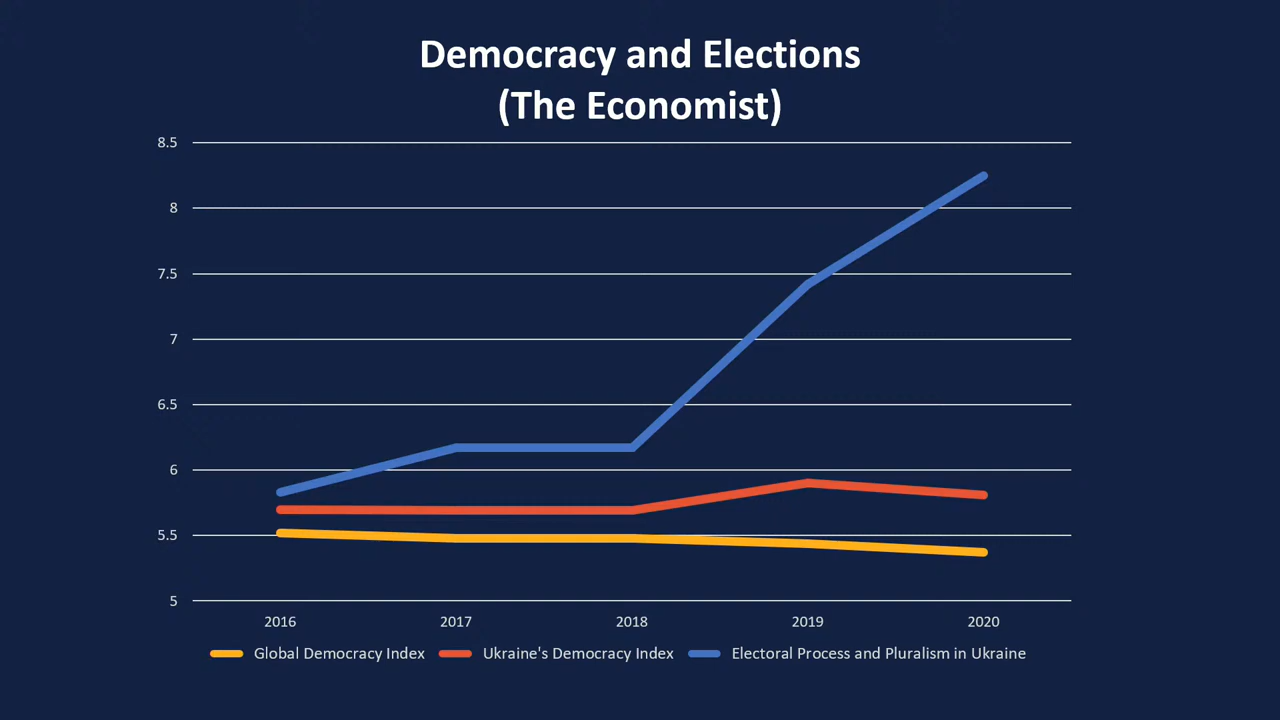 Democracy and Elections
(The Economist)
8.5
8
7.5
7
6.5
6
5.5
5
2016 2017 2018 2019 2020
Global Democracy Index Ukraine's Democracy Index Electoral Process and Pluralism in Ukraine